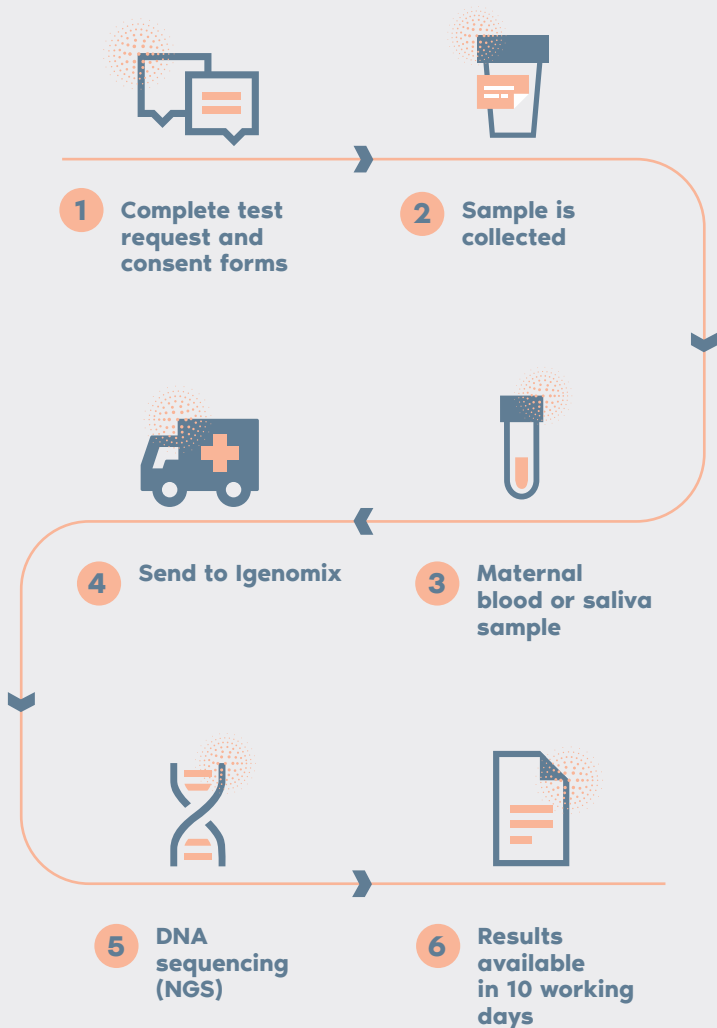 1
Complete test
request and
consent forms
2
Sample is
collected
3
Maternal
blood or saliva
sample
4
Send to Igenomix
5
DNA
sequencing
(NGS)
6
Results
available
in 10 working
days